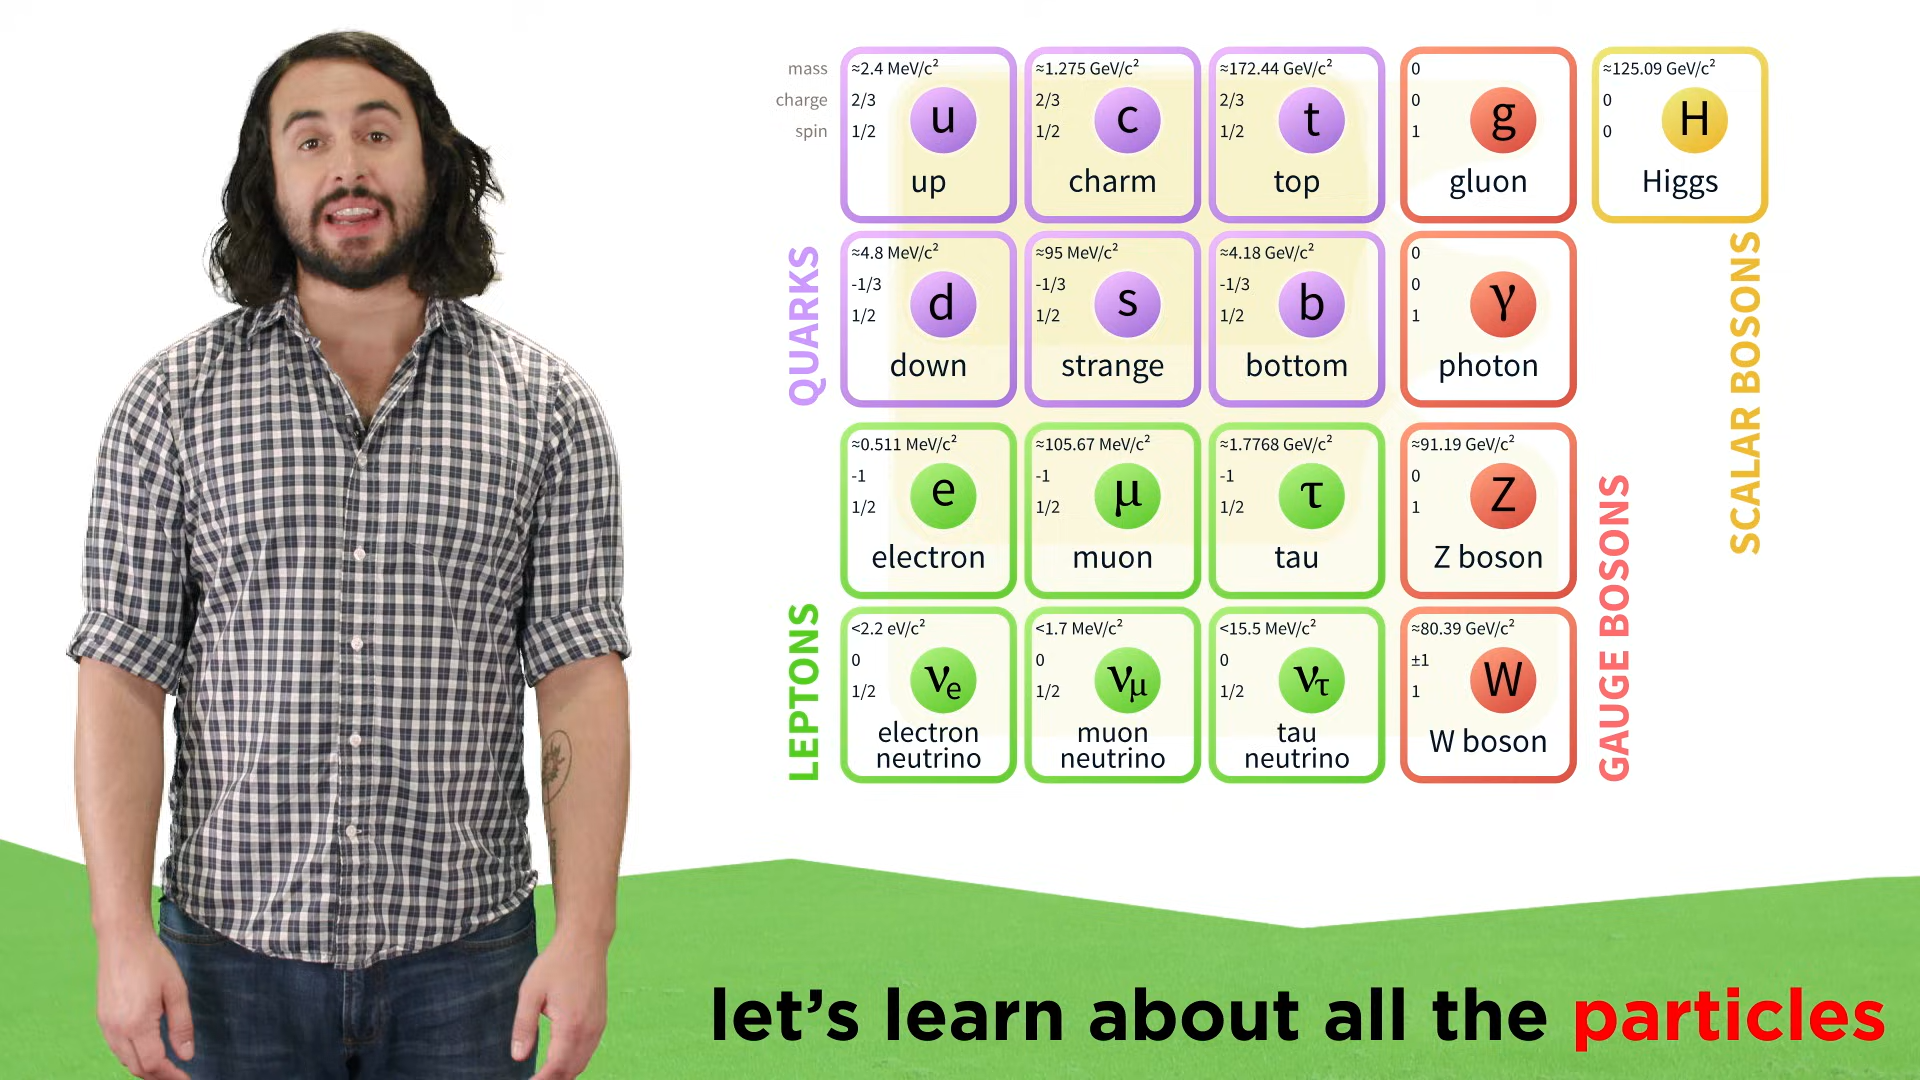 mass
charge
spin
≈2.4 MeV/c²
2/3
1/2
u
up
≈1.275 GeV/c²
2/3
1/2
c
charm
≈172.44 GeV/c²
2/3
1/2
t
top
0
0
1
g
gluon
≈125.09 GeV/c²
0
0
H
Higgs
QUARKS
≈4.8 MeV/c²
-1/3
1/2
d
down
≈95 MeV/c²
-1/3
1/2
s
strange
≈4.18 GeV/c²
-1/3
1/2
b
bottom
0
0
1
γ
photon
SCALAR BOSONS
LEPTONS
≈0.511 MeV/c²
-1
1/2
e
electron
≈105.67 MeV/c²
-1
1/2
μ
muon
≈1.7768 GeV/c²
-1
1/2
τ
tau
≈91.19 GeV/c²
0
1
Z
Z boson
GAUGE BOSONS
<2.2 eV/c²
0
1/2
νe
electron
neutrino
<1.7 MeV/c²
0
1/2
νμ
muon
neutrino
<15.5 MeV/c²
0
1/2
ντ
tau
neutrino
≈80.39 GeV/c²
±1
1
W
W boson
let's learn about all the particles